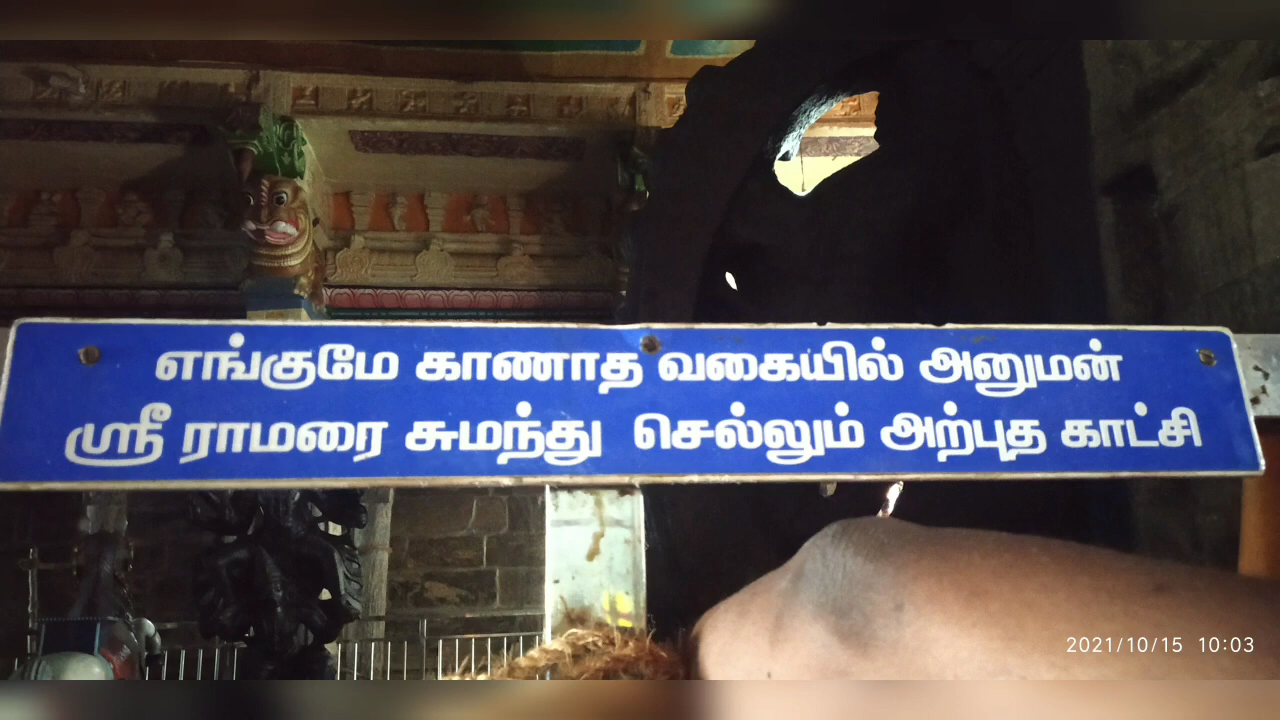 எங்குமே காணாத வகையில் அனுமன்
ஸ்ரீ ராமரை சுமந்து செல்லும் அற்புத காட்சி
2021/10/15 10:03